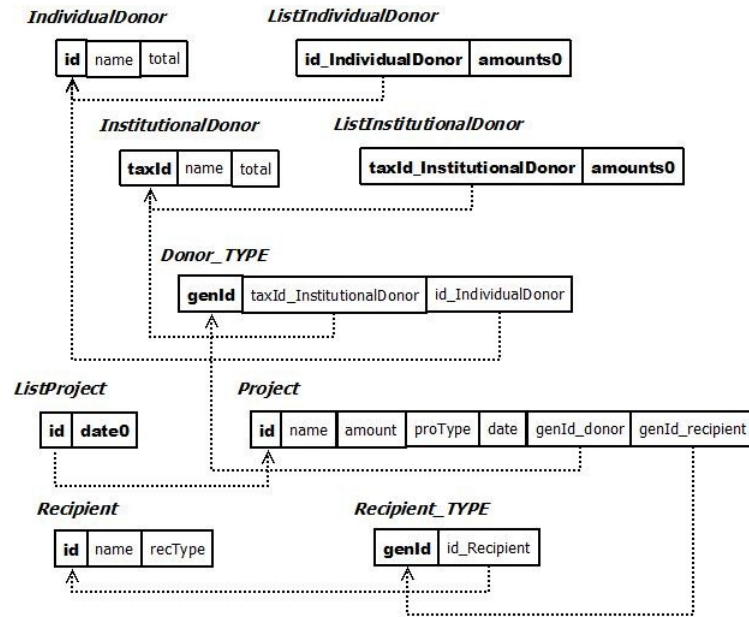 IndividualDonor ListIndividualDonor
id name total id_IndividualDonor amounts0
InstitutionalDonor ListInstitutionalDonor
taxId name total taxId_InstitutionalDonor amounts0
Donor_TYPE
genId taxId_InstitutionalDonor id_IndividualDonor
ListProject Project
id date0 id name amount proType date genId_donor genId_recipient
Recipient Recipient_TYPE
id name recType genId id_Recipient